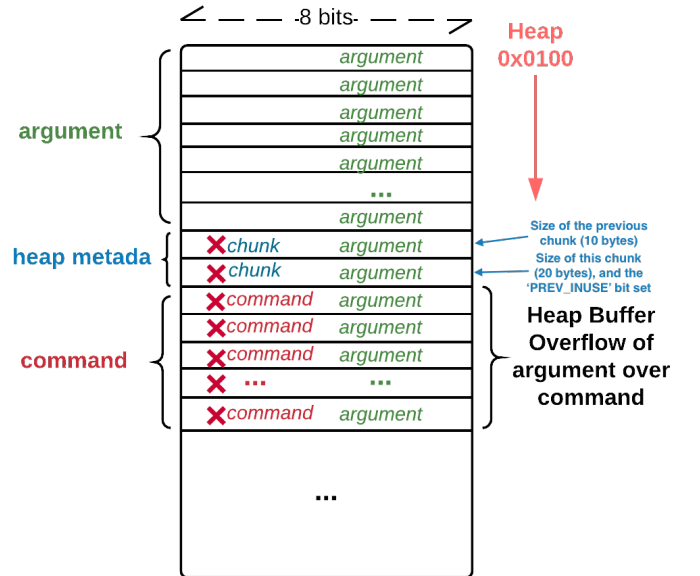 8 bits
Heap
0x0100
argument
argument
argument
argument
argument
argument
...
argument
heap metada
chunk argument
chunk argument
Size of the previous
chunk (10 bytes)
Size of this chunk
(20 bytes), and the
‘PREV_INUSE’ bit set
command
command argument
command argument
command argument
... ...
command argument
Heap Buffer
Overflow of
argument over
command
...